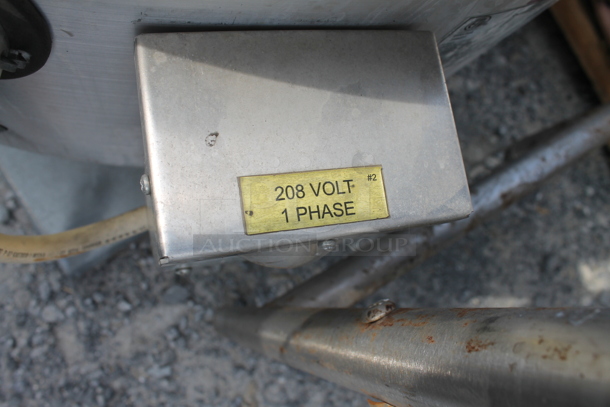 208 VOLT #2
1 PHASE
AUCTION GROUP